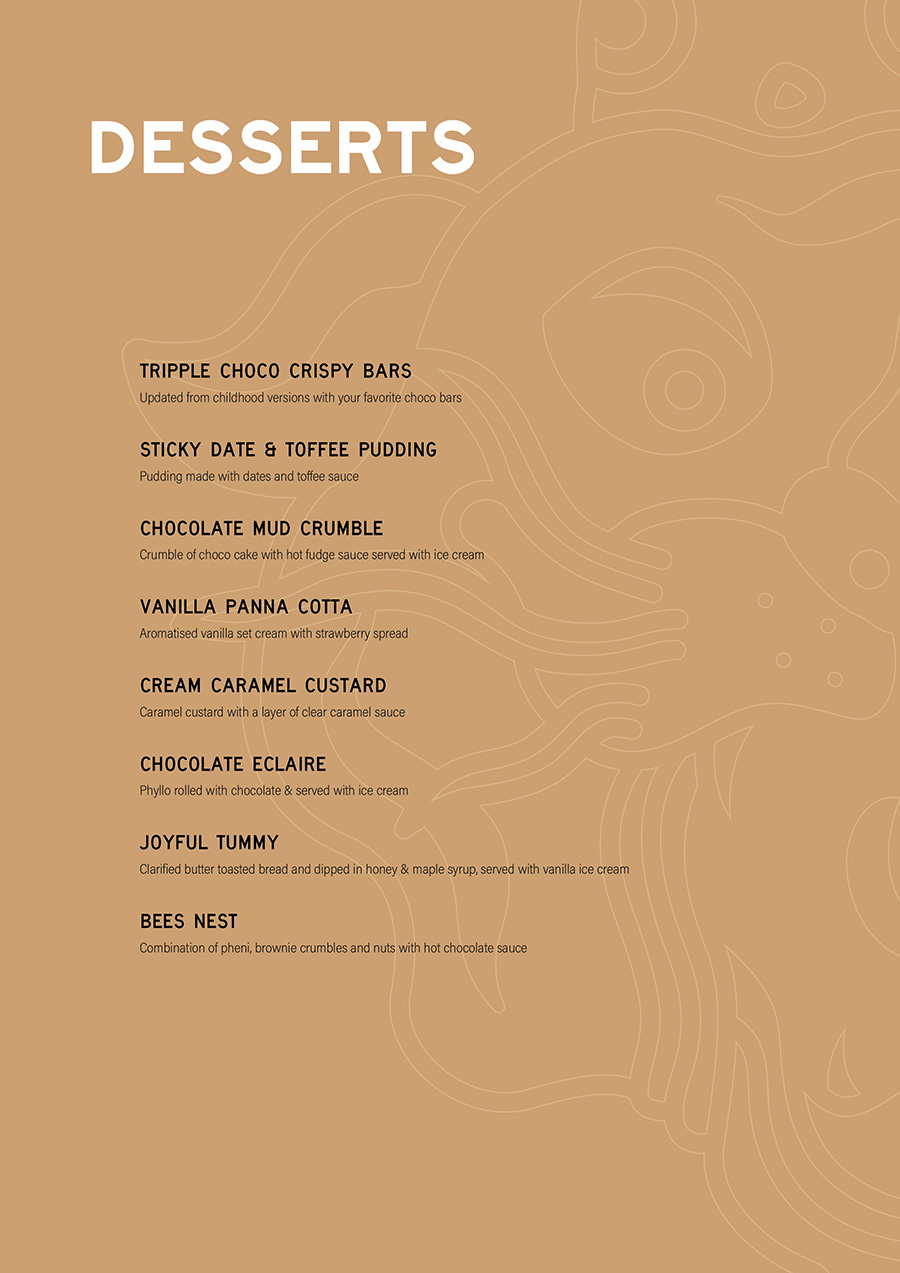 DESSERTS
TRIPPLE CHOCO CRISPY BARS
Updated from childhood versions with your favorite choco bars
STICKY DATE & TOFFEE PUDDING
Pudding made with dates and toffee sauce
CHOCOLATE MUD CRUMBLE
Crumble of choco cake with hot fudge sauce served with ice cream
VANILLA PANNA COTTA
Aromatised vanilla set cream with strawberry spread
CREAM CARAMEL CUSTARD
Caramel custard with a layer of clear caramel sauce
CHOCOLATE ECLAIRE
Phyllo rolled with chocolate & served with ice cream
JOYFUL TUMMY
Clarified butter toasted bread and dipped in honey & maple syrup, served with vanilla ice cream
BEES NEST
Combination of pheni, brownie crumbles and nuts with hot chocolate sauce